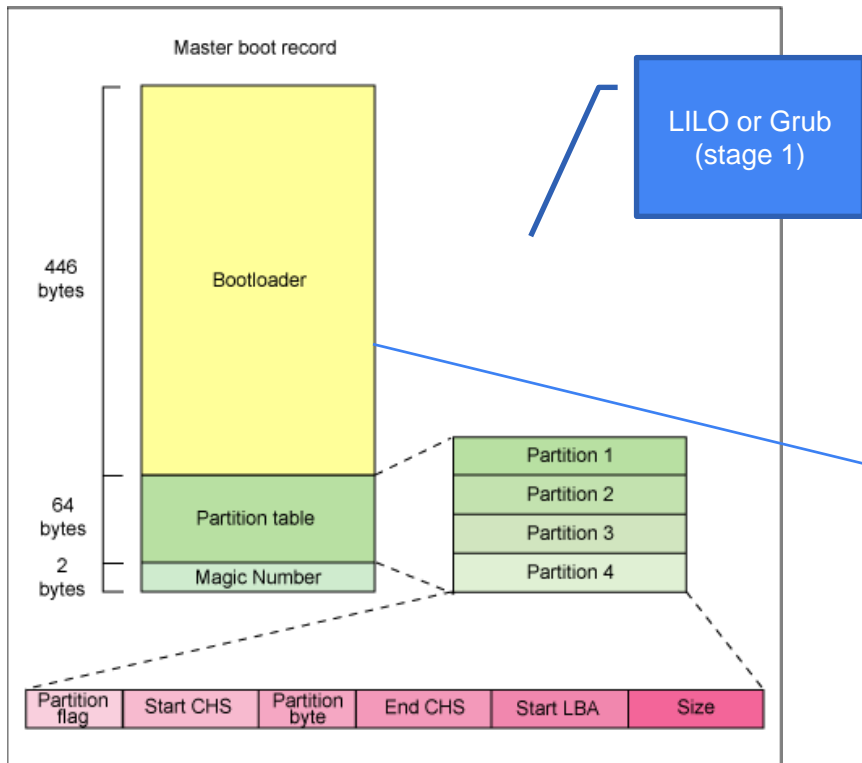 Master boot record
LILO or Grub
(stage 1)
446
bytes
Bootloader
Partition 1
Partition 2
Partition 3
Partition 4
64
bytes
Partition table
2
bytes
Magic Number
Partition
flag
Start CHS
Partition
byte
End CHS
Start LBA
Size